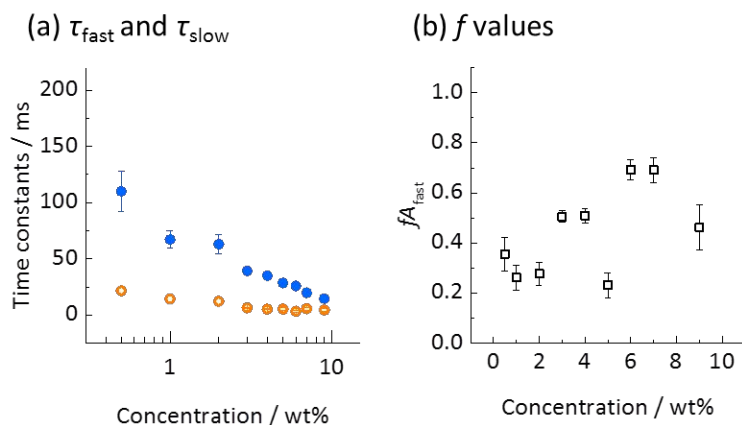 (a) τfast and τslow
(b) f values
200
150
100
50
0
Time constants / ms
1
10
Concentration / wt%
1.0
0.8
0.6
0.4
0.2
0.0
fAfast
0 2 4 6 8 10
Concentration / wt%